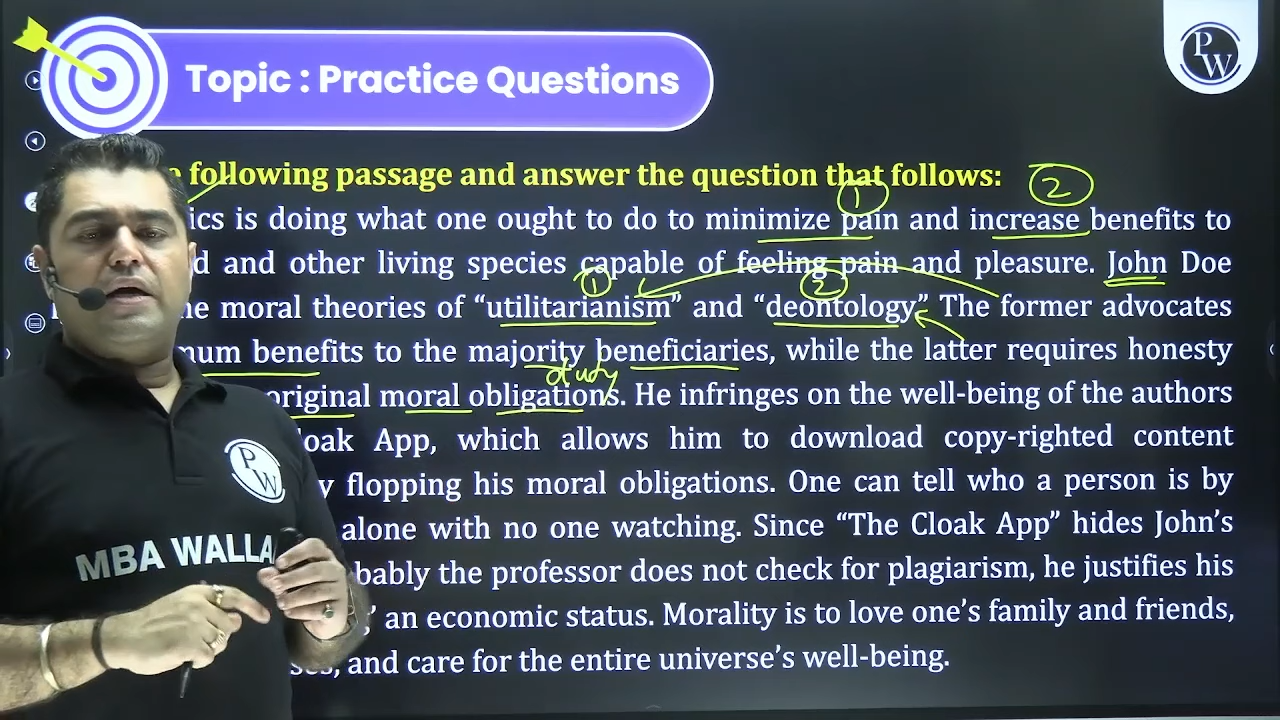 Topic : Practice Questions
PW
following passage and answer the question that follows:
is doing what one ought to do to minimize pain and increase benefits to
and other living species capable of feeling pain and pleasure. John Doe
moral theories of “utilitarianism” and “deontology”. The former advocates
benefits to the majority beneficiaries, while the latter requires honesty
original moral obligations. He infringes on the well-being of the authors
App, which allows him to download copy-righted content
flopping his moral obligations. One can tell who a person is by
alone with no one watching. Since “The Cloak App” hides John’s
the professor does not check for plagiarism, he justifies his
an economic status. Morality is to love one’s family and friends,
and care for the entire universe’s well-being.
1
2
1
2
PW
MBA